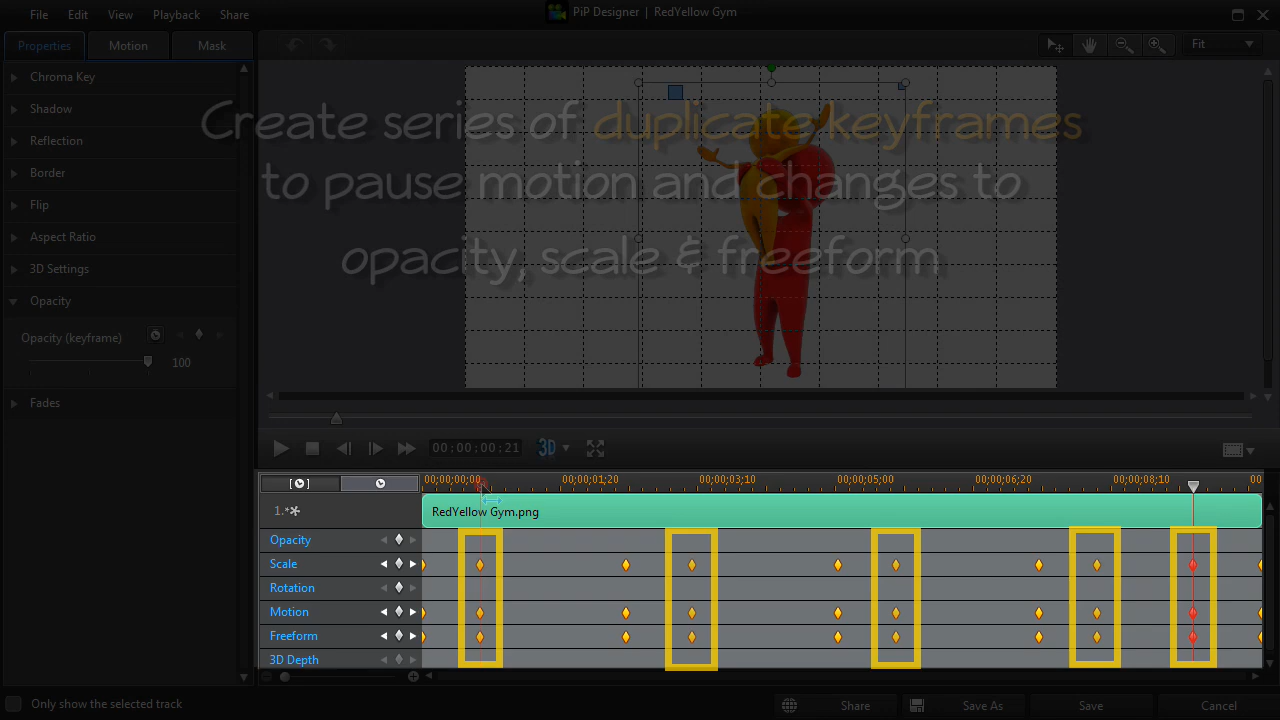 File Edit View Playback Share
PiP Designer | RedYellow Gym
Properties Motion Mask
Fit
Chroma Key
Shadow
Reflection
Border
Flip
Aspect Ratio
3D Settings
Opacity
Opacity (keyframe)
100
Fades
Create series of duplicate keyframes
to pause motion and changes to
opacity, scale & freeform
00:00:00:21
3D
00;00;00;00 00;00;01;20 00;00;03;10 00;00;05;00 00;00;06;20 00;00;08;10 00
1.
RedYellow Gym.png
Opacity
Scale
Rotation
Motion
Freeform
3D Depth
Only show the selected track
Share Save As Save Cancel